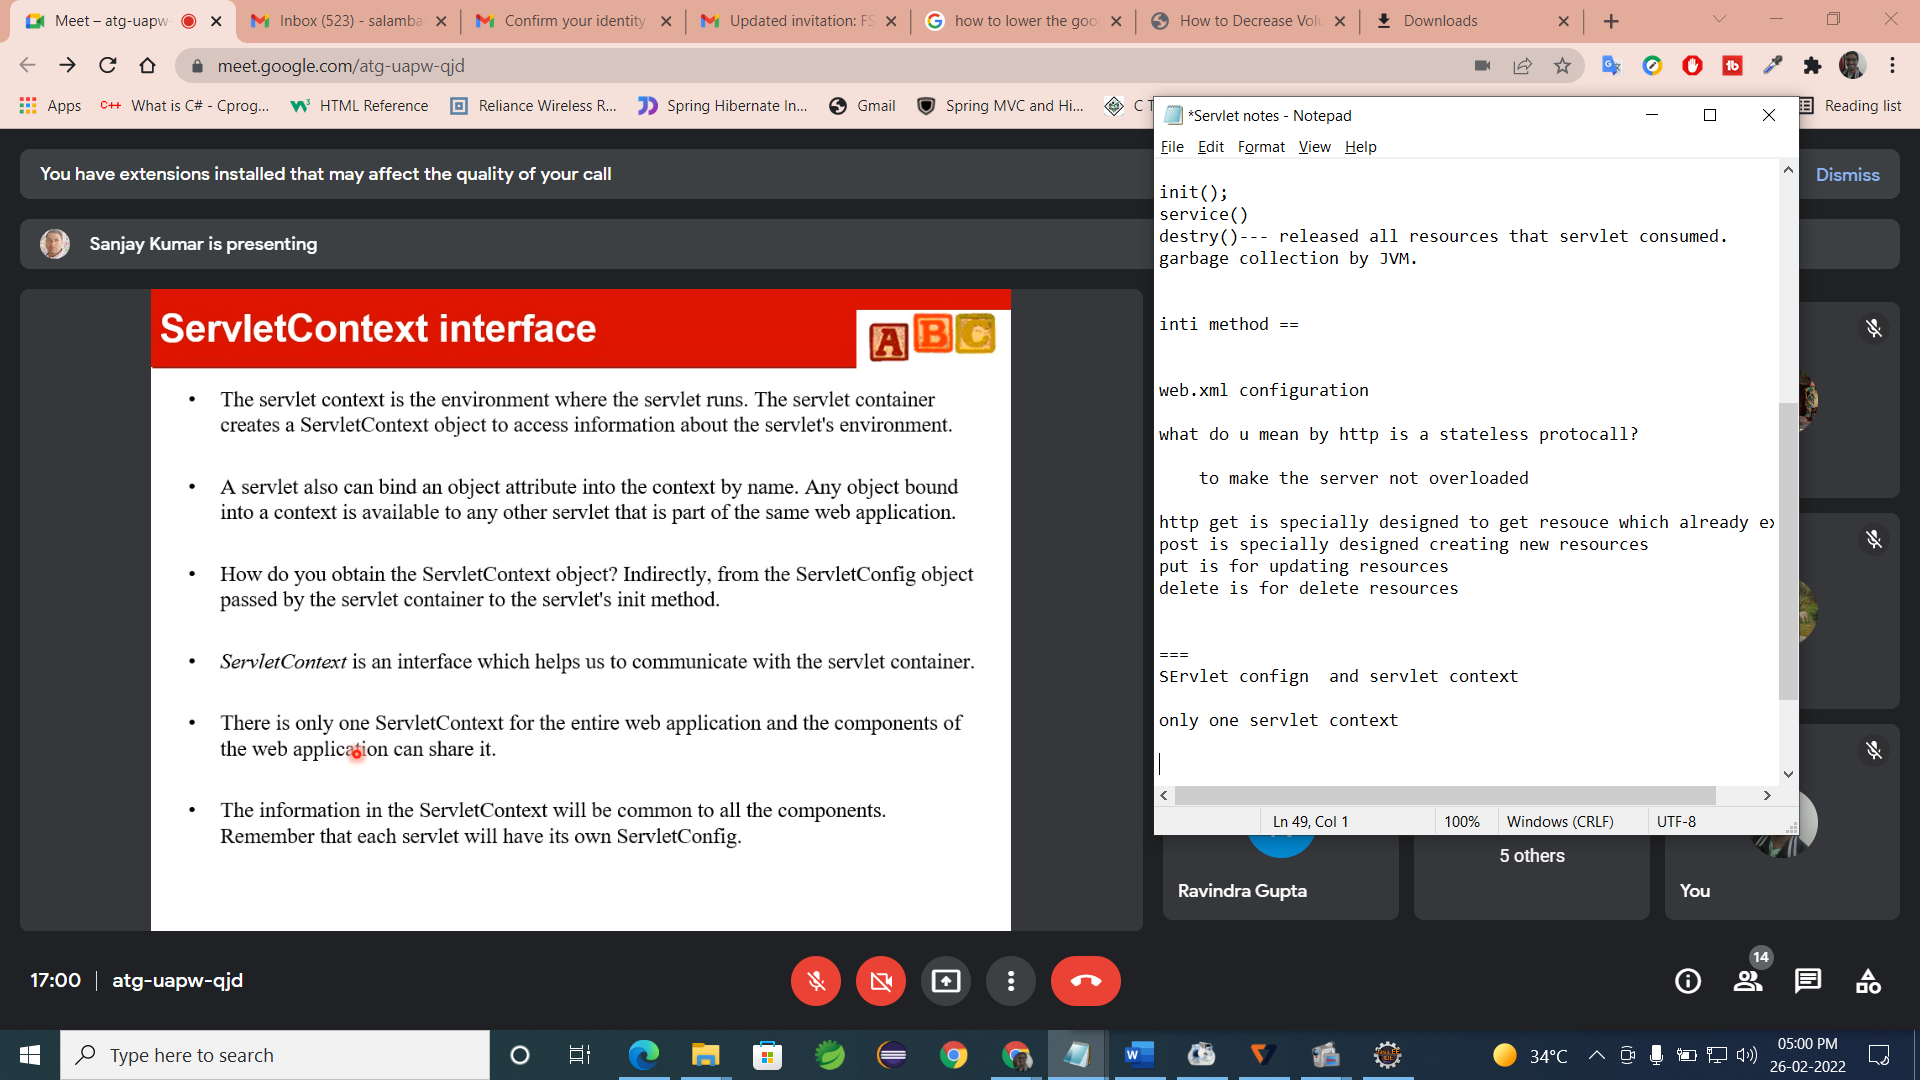 Meet – atg-uapw-
Inbox (523) - salamba
Confirm your identity
Updated invitation: FS
how to lower the goo
How to Decrease Volu
Downloads
meet.google.com/atg-uapw-qjd
Apps
C++ What is C# - Cprog...
HTML Reference
Reliance Wireless R...
Spring Hibernate In...
Gmail
Spring MVC and Hi...
C T
Reading list
You have extensions installed that may affect the quality of your call
Dismiss
Sanjay Kumar is presenting
ServletContext interface
A B C
• The servlet context is the environment where the servlet runs. The servlet container
creates a ServletContext object to access information about the servlet's environment.
• A servlet also can bind an object attribute into the context by name. Any object bound
into a context is available to any other servlet that is part of the same web application.
• How do you obtain the ServletContext object? Indirectly, from the ServletConfig object
passed by the servlet container to the servlet's init method.
• ServletContext is an interface which helps us to communicate with the servlet container.
• There is only one ServletContext for the entire web application and the components of
the web application can share it.
• The information in the ServletContext will be common to all the components.
Remember that each servlet will have its own ServletConfig.
*Servlet notes - Notepad
File Edit Format View Help
init();
service()
destry()--- released all resources that servlet consumed.
garbage collection by JVM.
inti method ==
web.xml configuration
what do u mean by http is a stateless protocall?
to make the server not overloaded
http get is specially designed to get resouce which already ex
post is specially designed creating new resources
put is for updating resources
delete is for delete resources
===
SErvlet confign  and servlet context
only one servlet context
Ln 49, Col 1
100%
Windows (CRLF)
UTF-8
Ravindra Gupta
5 others
You
17:00 | atg-uapw-qjd
14
Type here to search
34°C
05:00 PM
26-02-2022